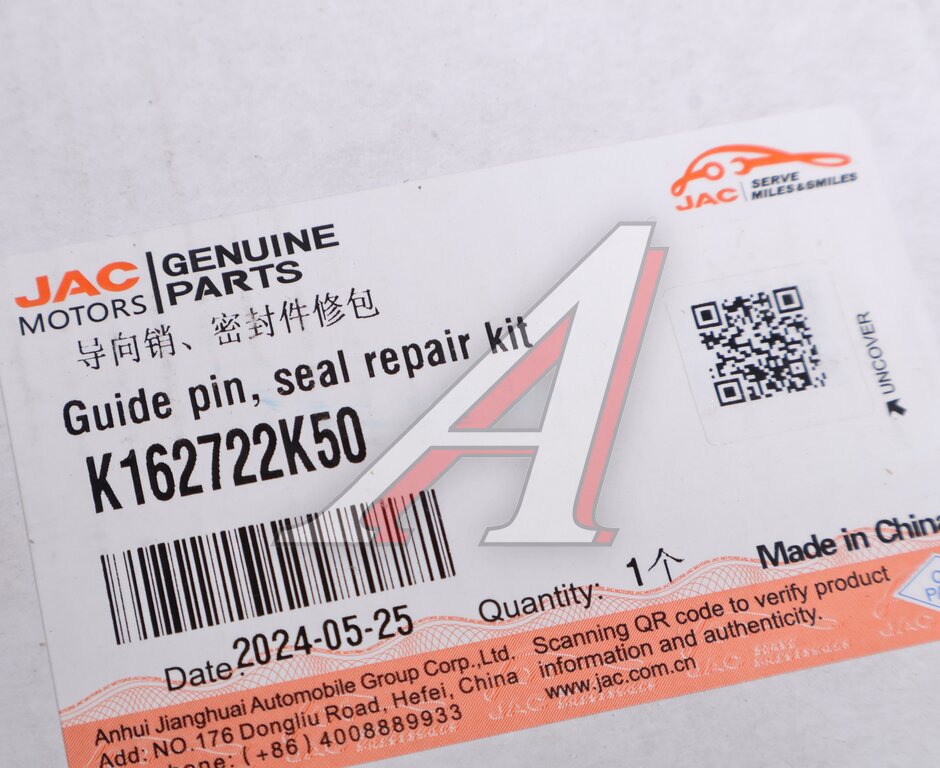 JAC
MOTORS
GENUINE
PARTS
JAC
SERVE
MILES&SMILES
导向销、密封件修包
Guide pin, seal repair kit
K162722K50
UNCOVER
Date:2024-05-25
Quantity: 1个
Made in China
Anhui Jianghuai Automobile Group Corp.,Ltd.
Add: NO.176 Dongliu Road, Hefei, China
(+86)4008889933
Scanning QR code to verify product
information and authenticity.
www.jac.com.cn